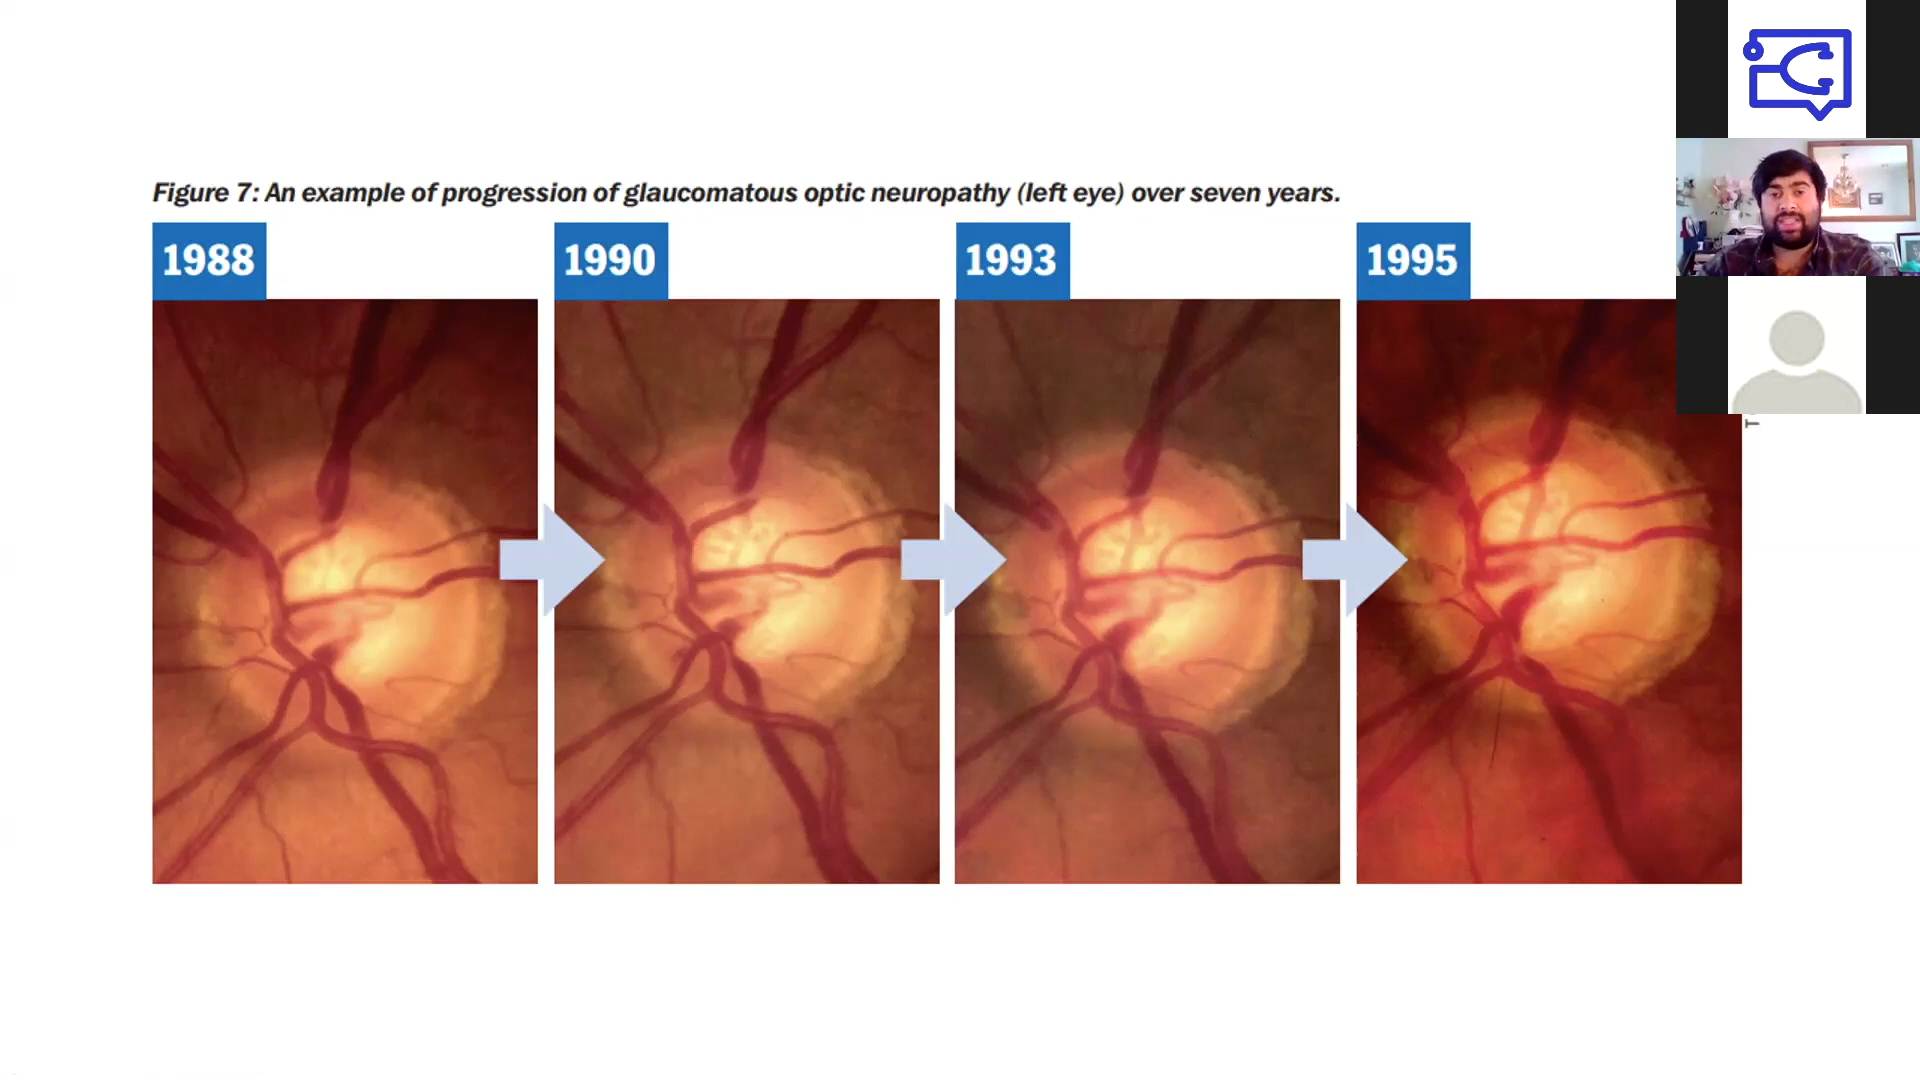 Figure 7: An example of progression of glaucomatous optic neuropathy (left eye) over seven years.
1988
1990
1993
1995